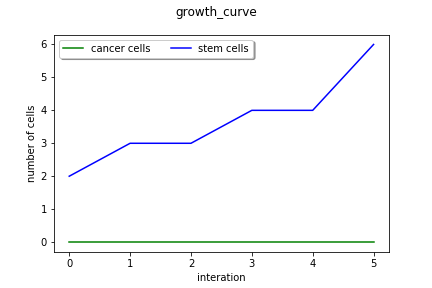 growth_curve
cancer cells stem cells
6
5
4
3
2
1
0
number of cells
0 1 2 3 4 5
interation